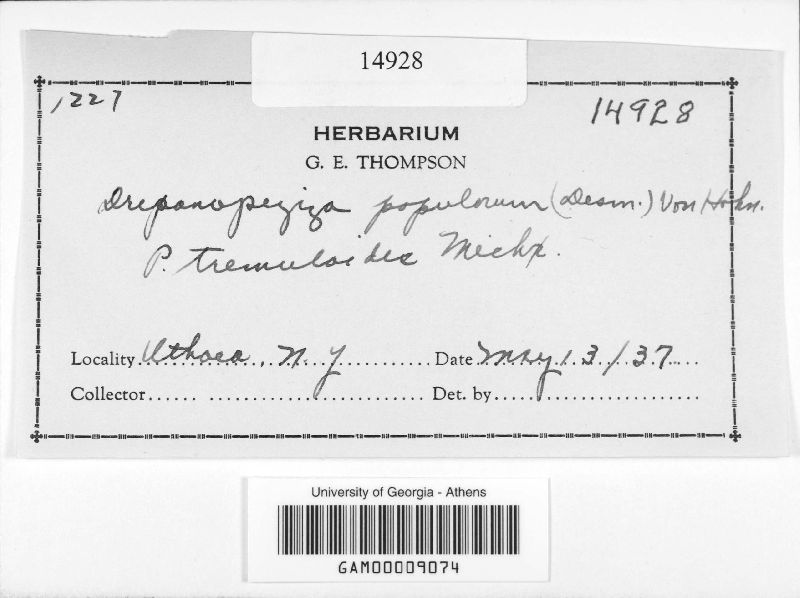 14928
1227
14928
HERBARIUM
G. E. THOMPSON
Drepanopeziza populorum (Desm.) Von Hohn.
P. tremuloides Michx.
Locality Ithaca, N. Y Date May 13/37
Collector Det. by
University of Georgia - Athens
GAM00009074